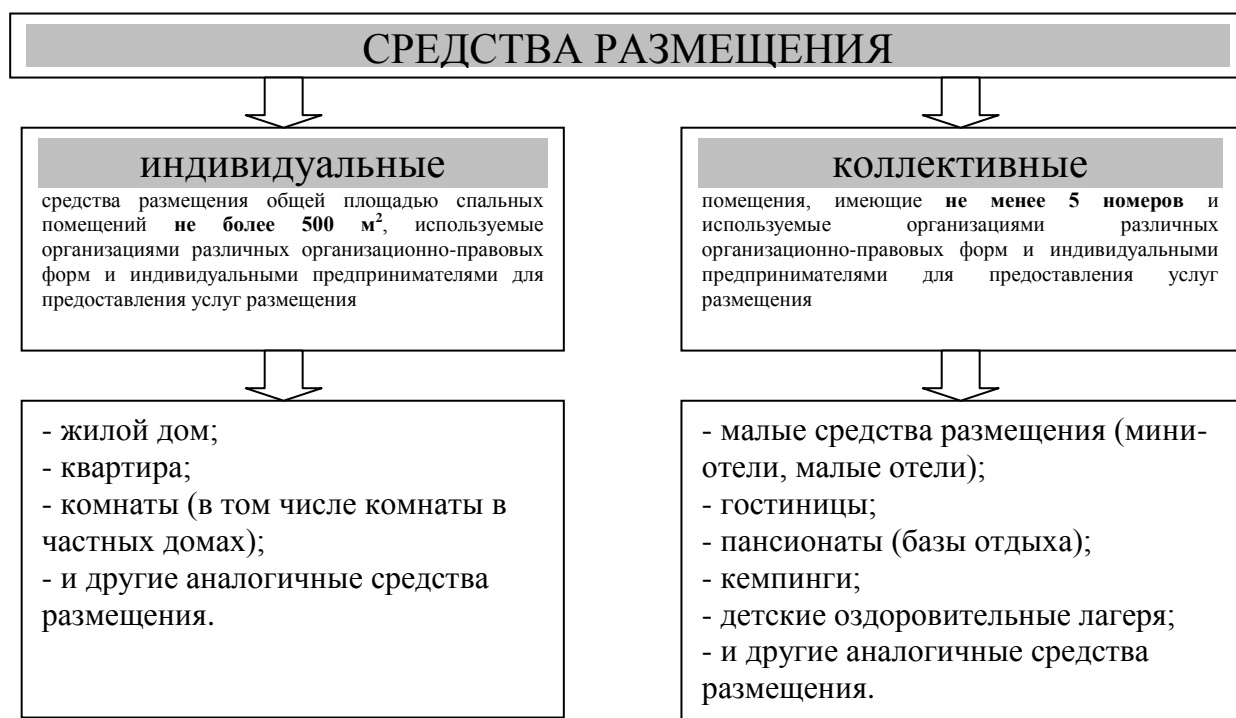 СРЕДСТВА РАЗМЕЩЕНИЯ
индивидуальные
средства размещения общей площадью спальных
помещений не более 500 м², используемые
организациями различных организационно-правовых
форм и индивидуальными предпринимателями для
предоставления услуг размещения
коллективные
помещения, имеющие не менее 5 номеров и
используемые организациями различных
организационно-правовых форм и индивидуальными
предпринимателями для предоставления услуг
размещения
- жилой дом;
- квартира;
- комнаты (в том числе комнаты в
частных домах);
- и другие аналогичные средства
размещения.
- малые средства размещения (мини-
отели, малые отели);
- гостиницы;
- пансионаты (базы отдыха);
- кемпинги;
- детские оздоровительные лагеря;
- и другие аналогичные средства
размещения.